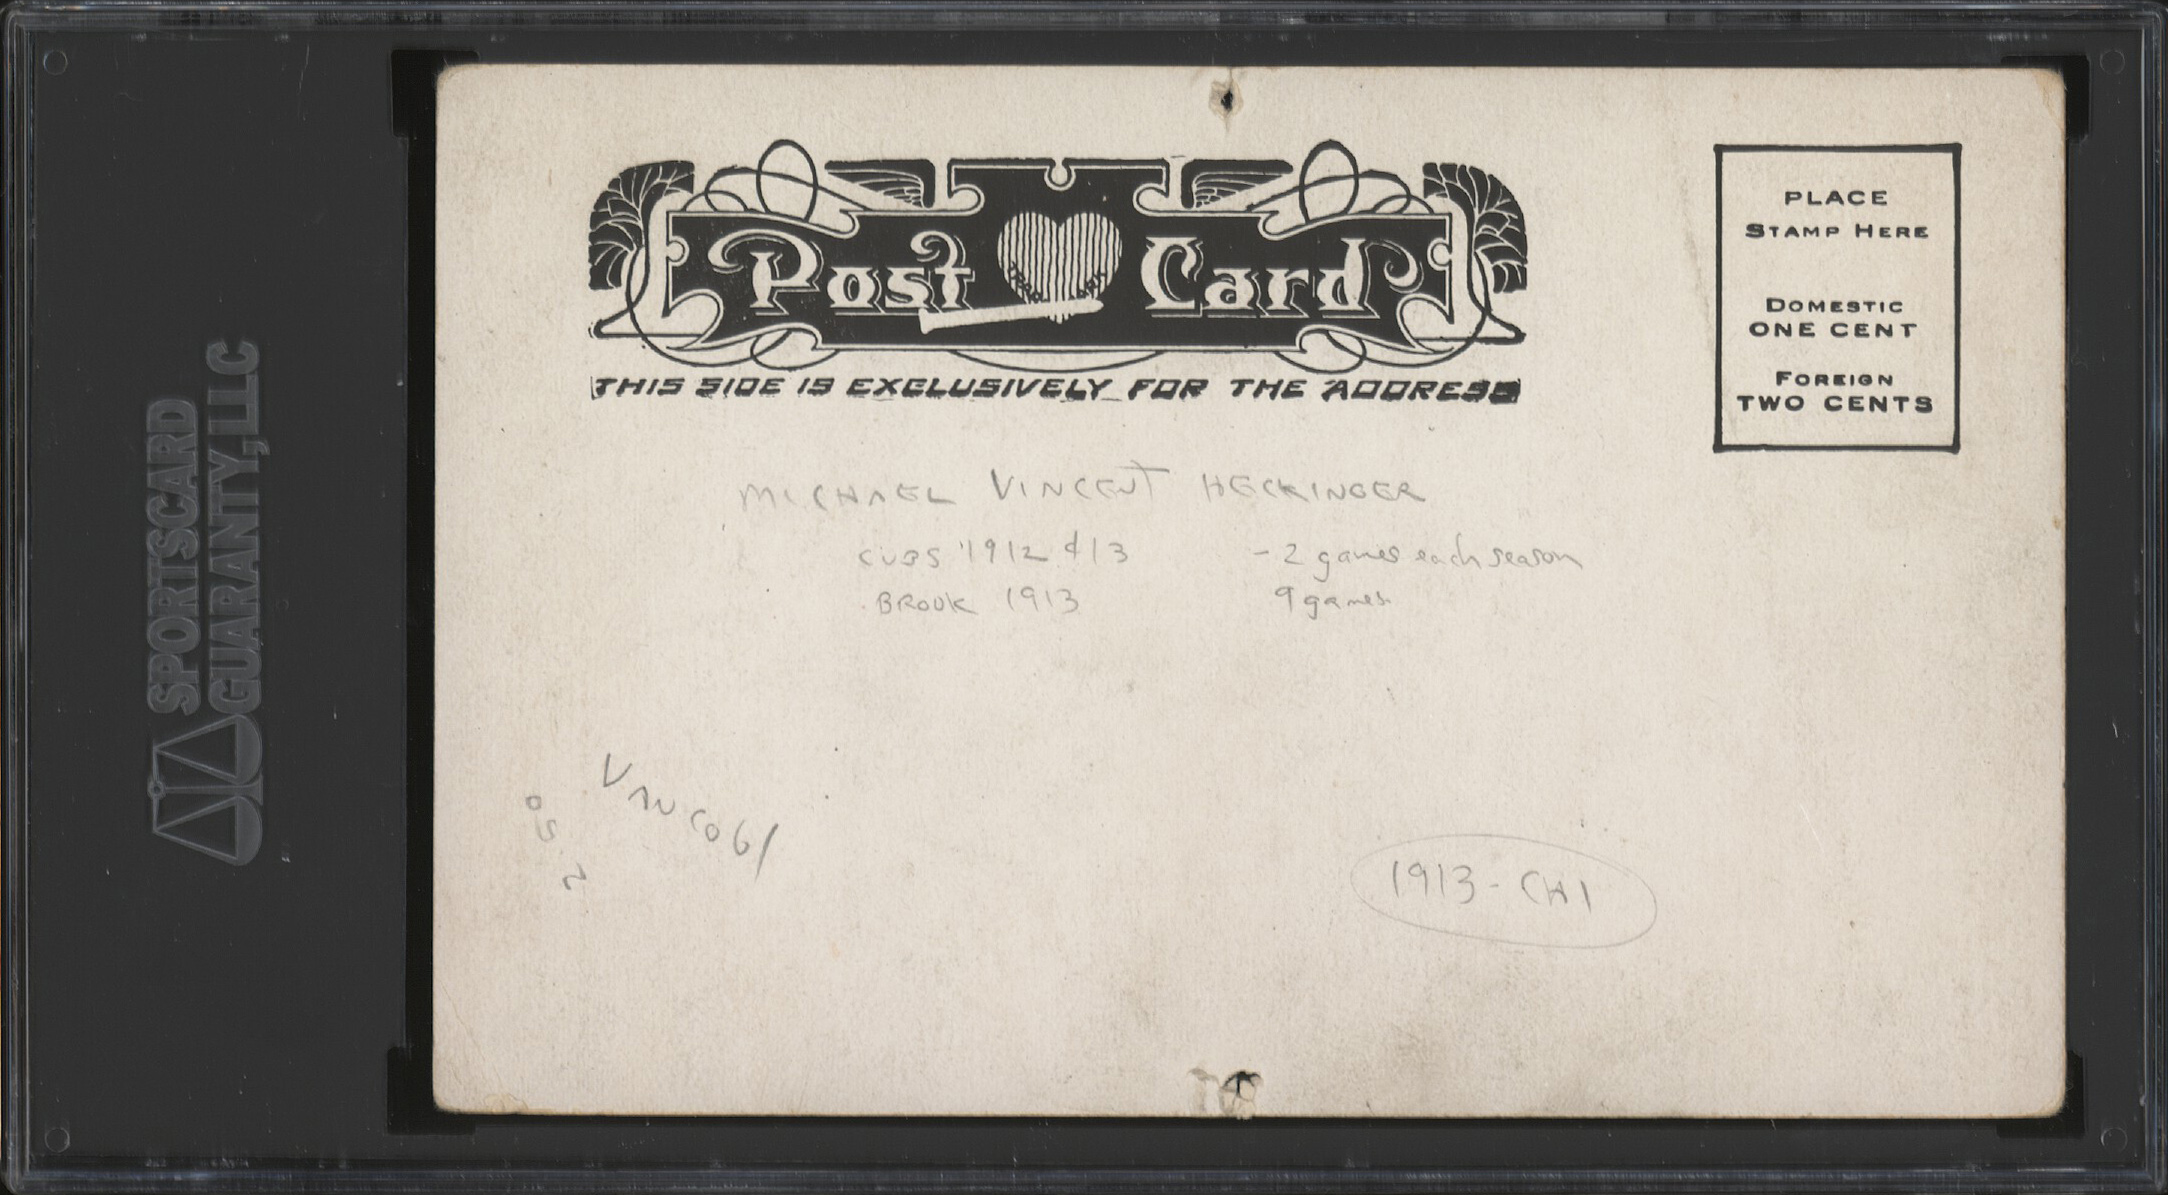 SPORTSCARD
GUARANTY, LLC
Post Card
THIS SIDE IS EXCLUSIVELY FOR THE ADDRESS
PLACE
STAMP HERE
DOMESTIC
ONE CENT
FOREIGN
TWO CENTS
MICHAEL VINCENT HECKINGER
CUBS 1912 & 13 - 2 games each season
BROOK 1913 9 games
1913 - CHI